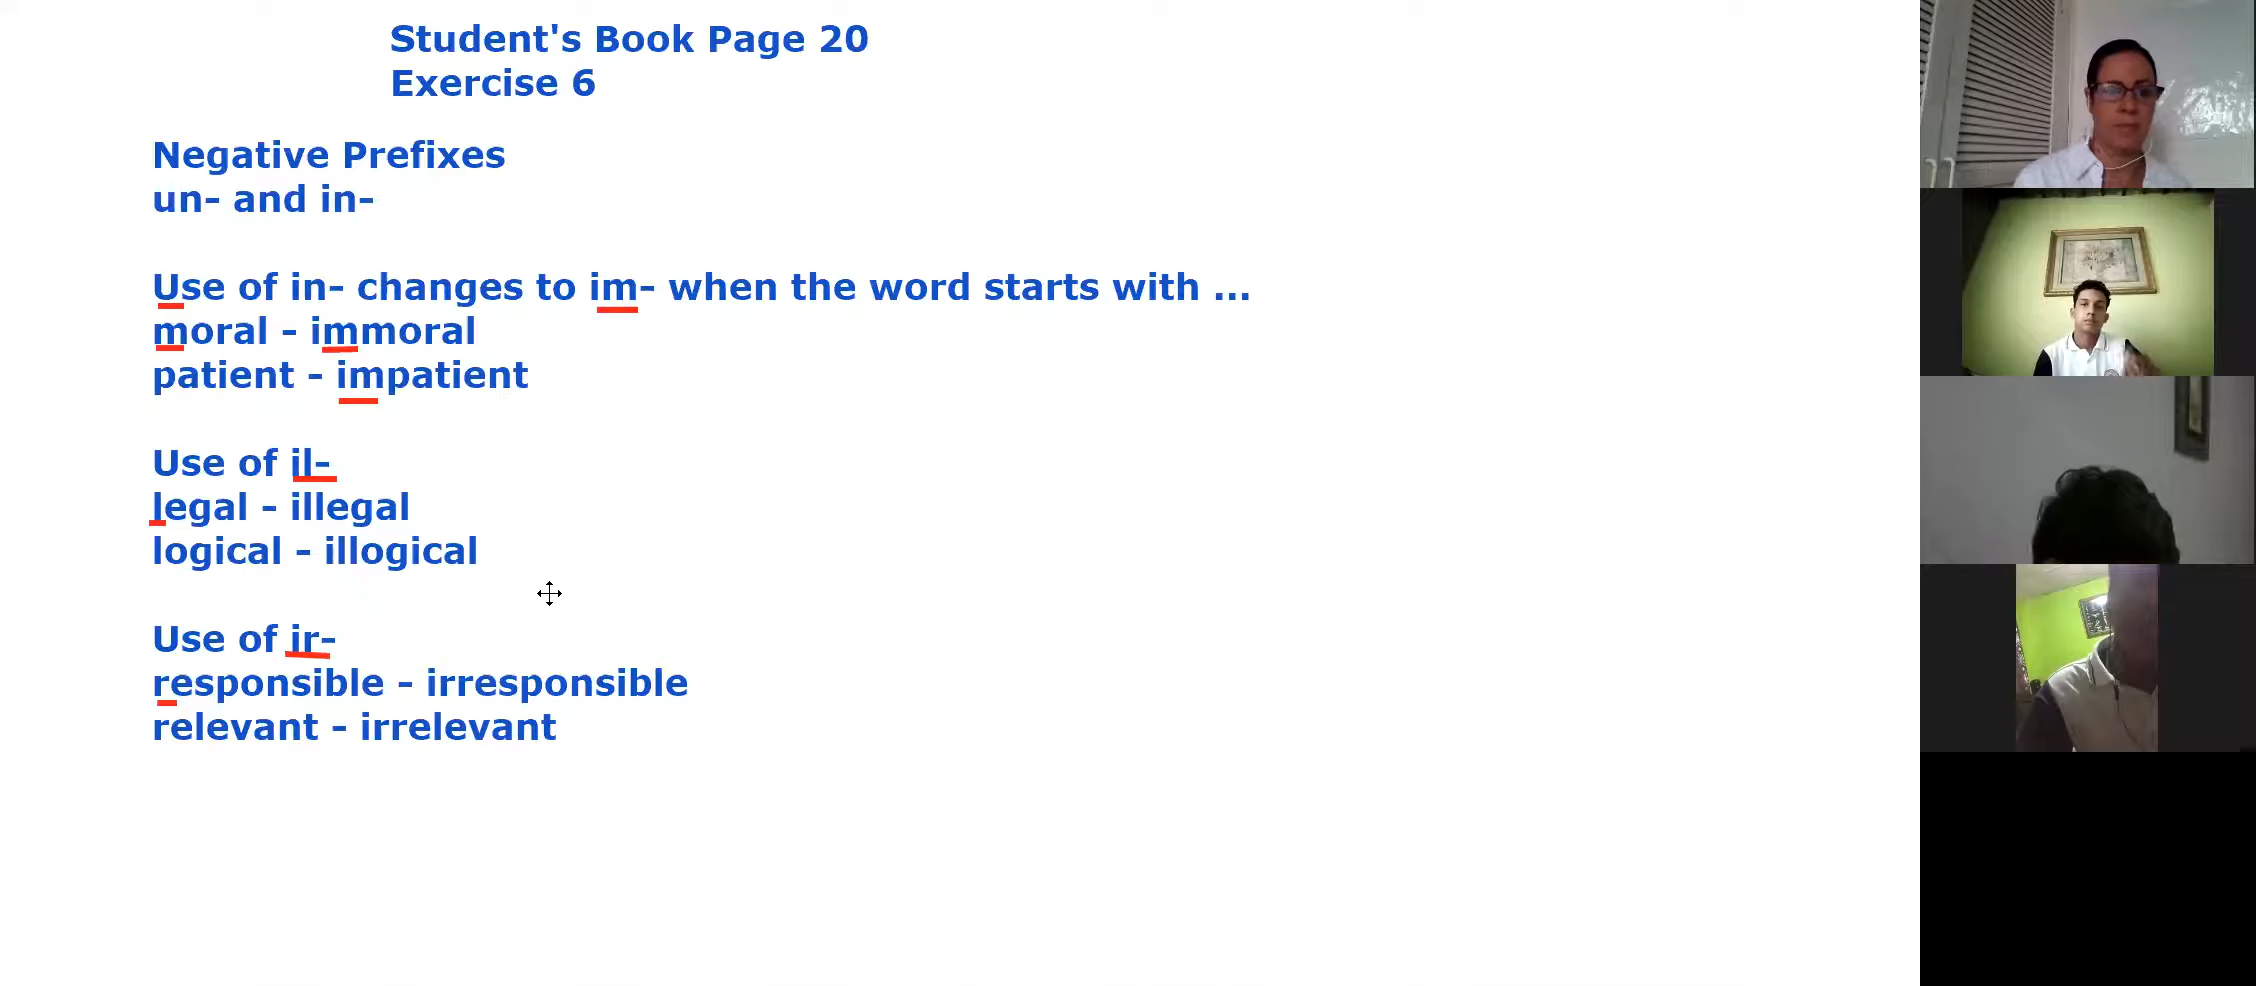 Student's Book Page 20
Exercise 6
Negative Prefixes
un- and in-
Use of in- changes to im- when the word starts with ...
moral - immoral
patient - impatient
Use of il-
legal - illegal
logical - illogical
Use of ir-
responsible - irresponsible
relevant - irrelevant